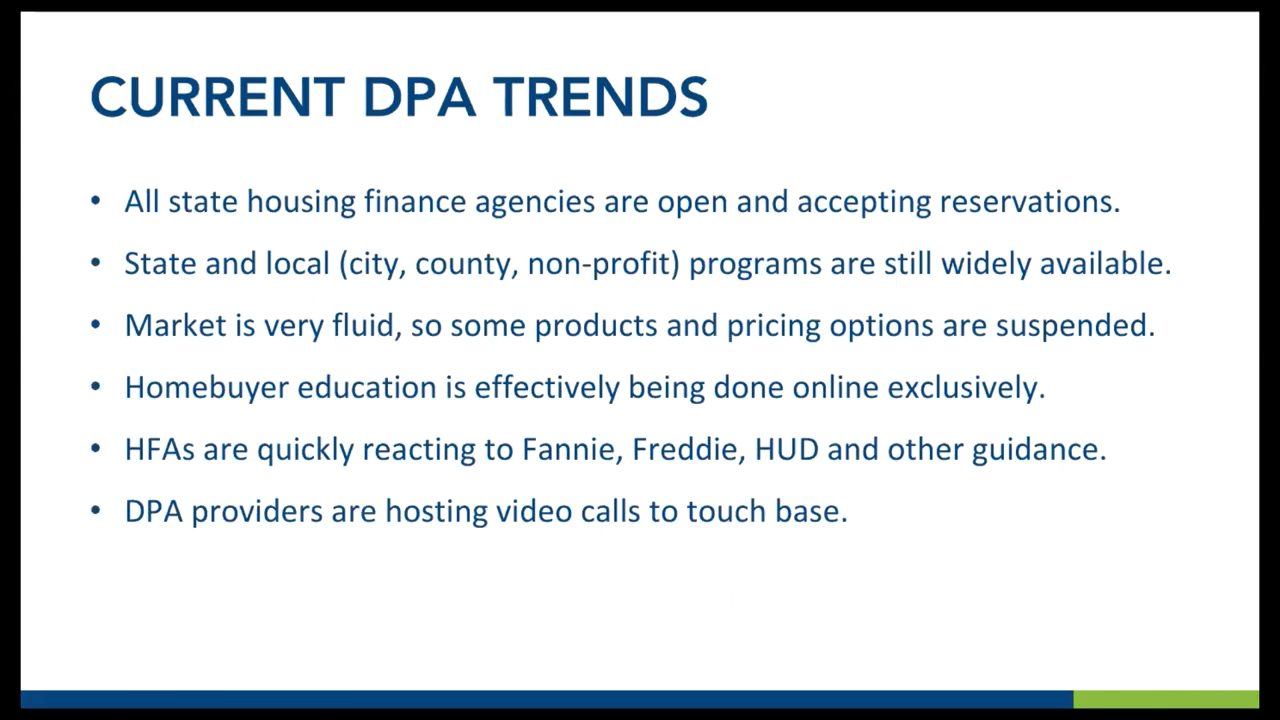 CURRENT DPA TRENDS
• All state housing finance agencies are open and accepting reservations.
• State and local (city, county, non-profit) programs are still widely available.
• Market is very fluid, so some products and pricing options are suspended.
• Homebuyer education is effectively being done online exclusively.
• HFAs are quickly reacting to Fannie, Freddie, HUD and other guidance.
• DPA providers are hosting video calls to touch base.